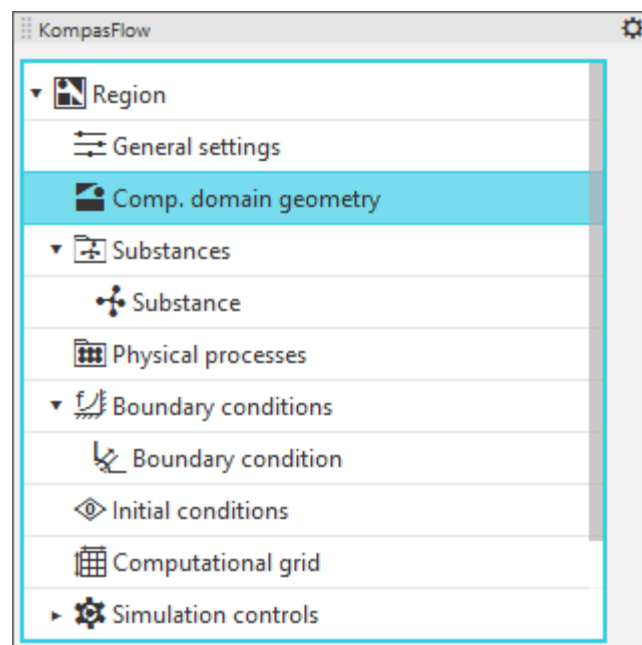 KompasFlow
Region
General settings
Comp. domain geometry
Substances
Substance
Physical processes
Boundary conditions
Boundary condition
Initial conditions
Computational grid
Simulation controls